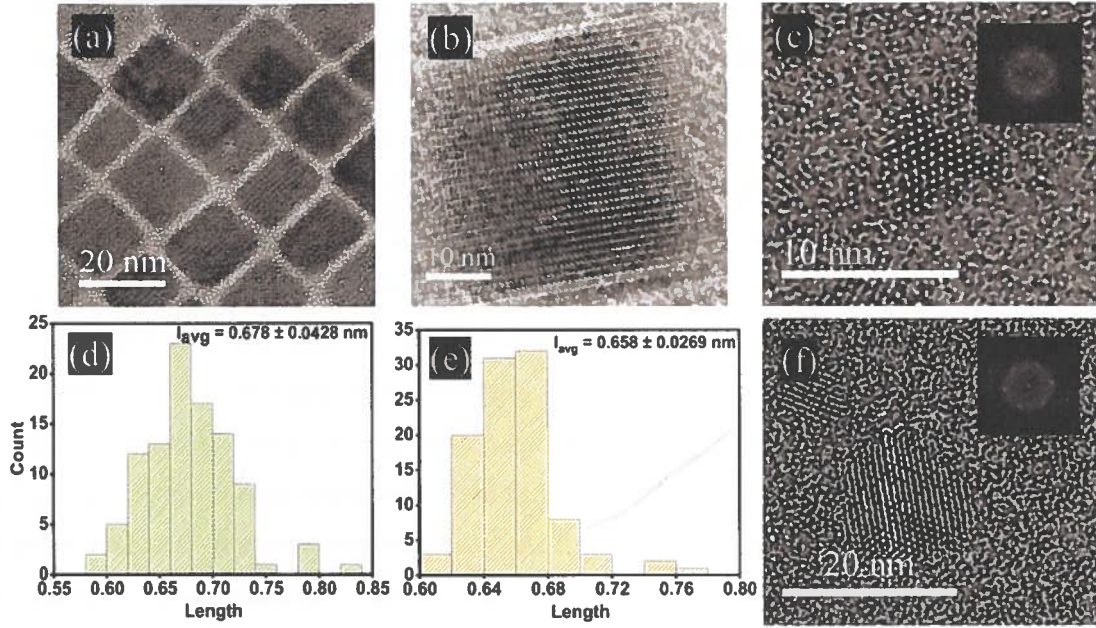 (a)
20 nm
(b)
10 nm
(c)
10 nm
(d)
l avg = 0.678 ± 0.0428 nm
25
20
15
10
5
0
Count
0.55 0.60 0.65 0.70 0.75 0.80 0.85
Length
(e)
l avg = 0.658 ± 0.0269 nm
35
30
25
20
15
10
5
0
0.60 0.64 0.68 0.72 0.76 0.80
Length
(f)
20 nm